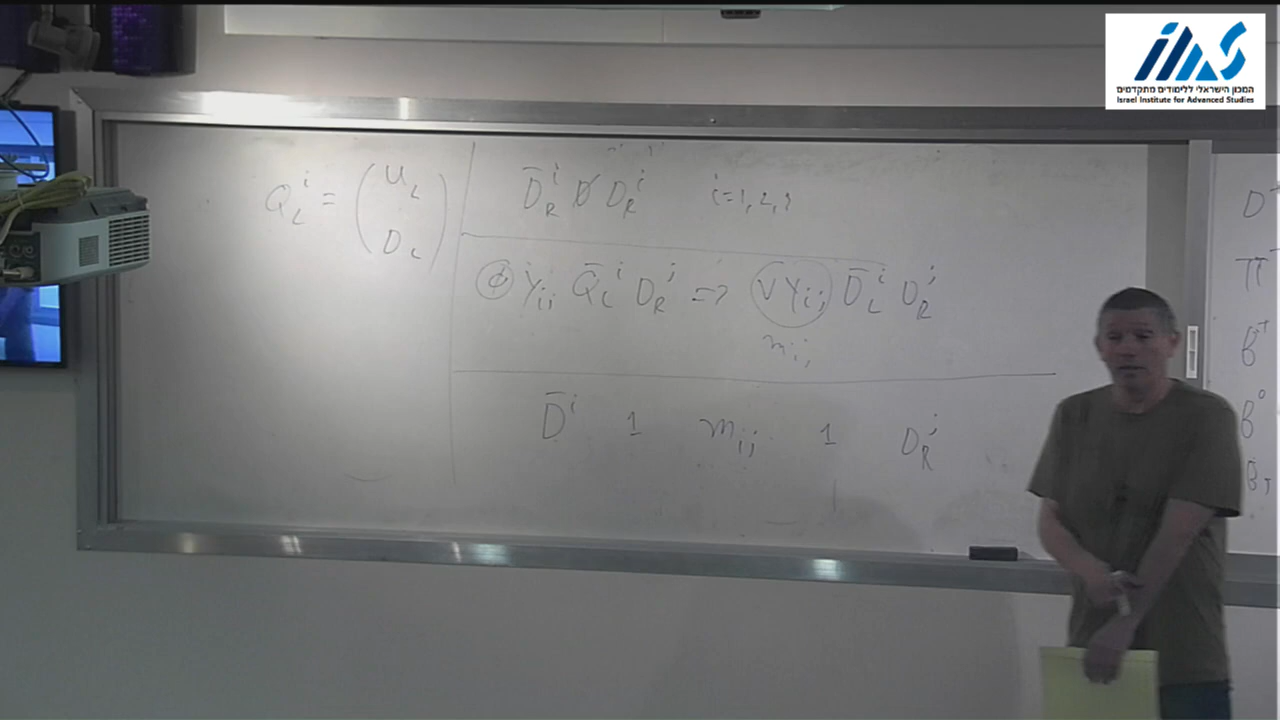 iias
המכון הישראלי ללימודים מתקדמים
Israel Institute for Advanced Studies
Q_L^i = (U_L D_L)
D̄_R^i D̸ D_R^i i=1,2,3
ϕ Y_ij Q̄_L^i D_R^j => v Y_ij D̄_L^i D_R^j
m_ij
D̄^i 1 m_ij 1 D_R^j
D^+
π
B^+
B^0